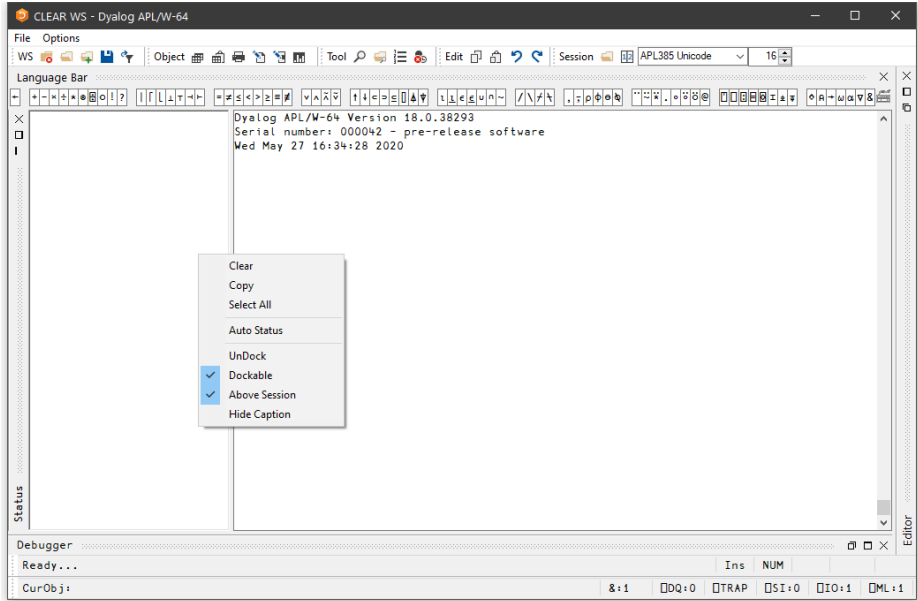 CLEAR WS - Dyalog APL/W-64
File Options
WS Object Tool Edit Session APL385 Unicode 16
Language Bar
Dyalog APL/W-64 Version 18.0.38293
Serial number: 000042 - pre-release software
Wed May 27 16:34:28 2020
Clear
Copy
Select All
Auto Status
UnDock
Dockable
Above Session
Hide Caption
Status
Editor
Debugger
Ready... Ins NUM
CurObj: &:1 ⎕DQ:0 ⎕TRAP ⎕SI:0 ⎕IO:1 ⎕ML:1